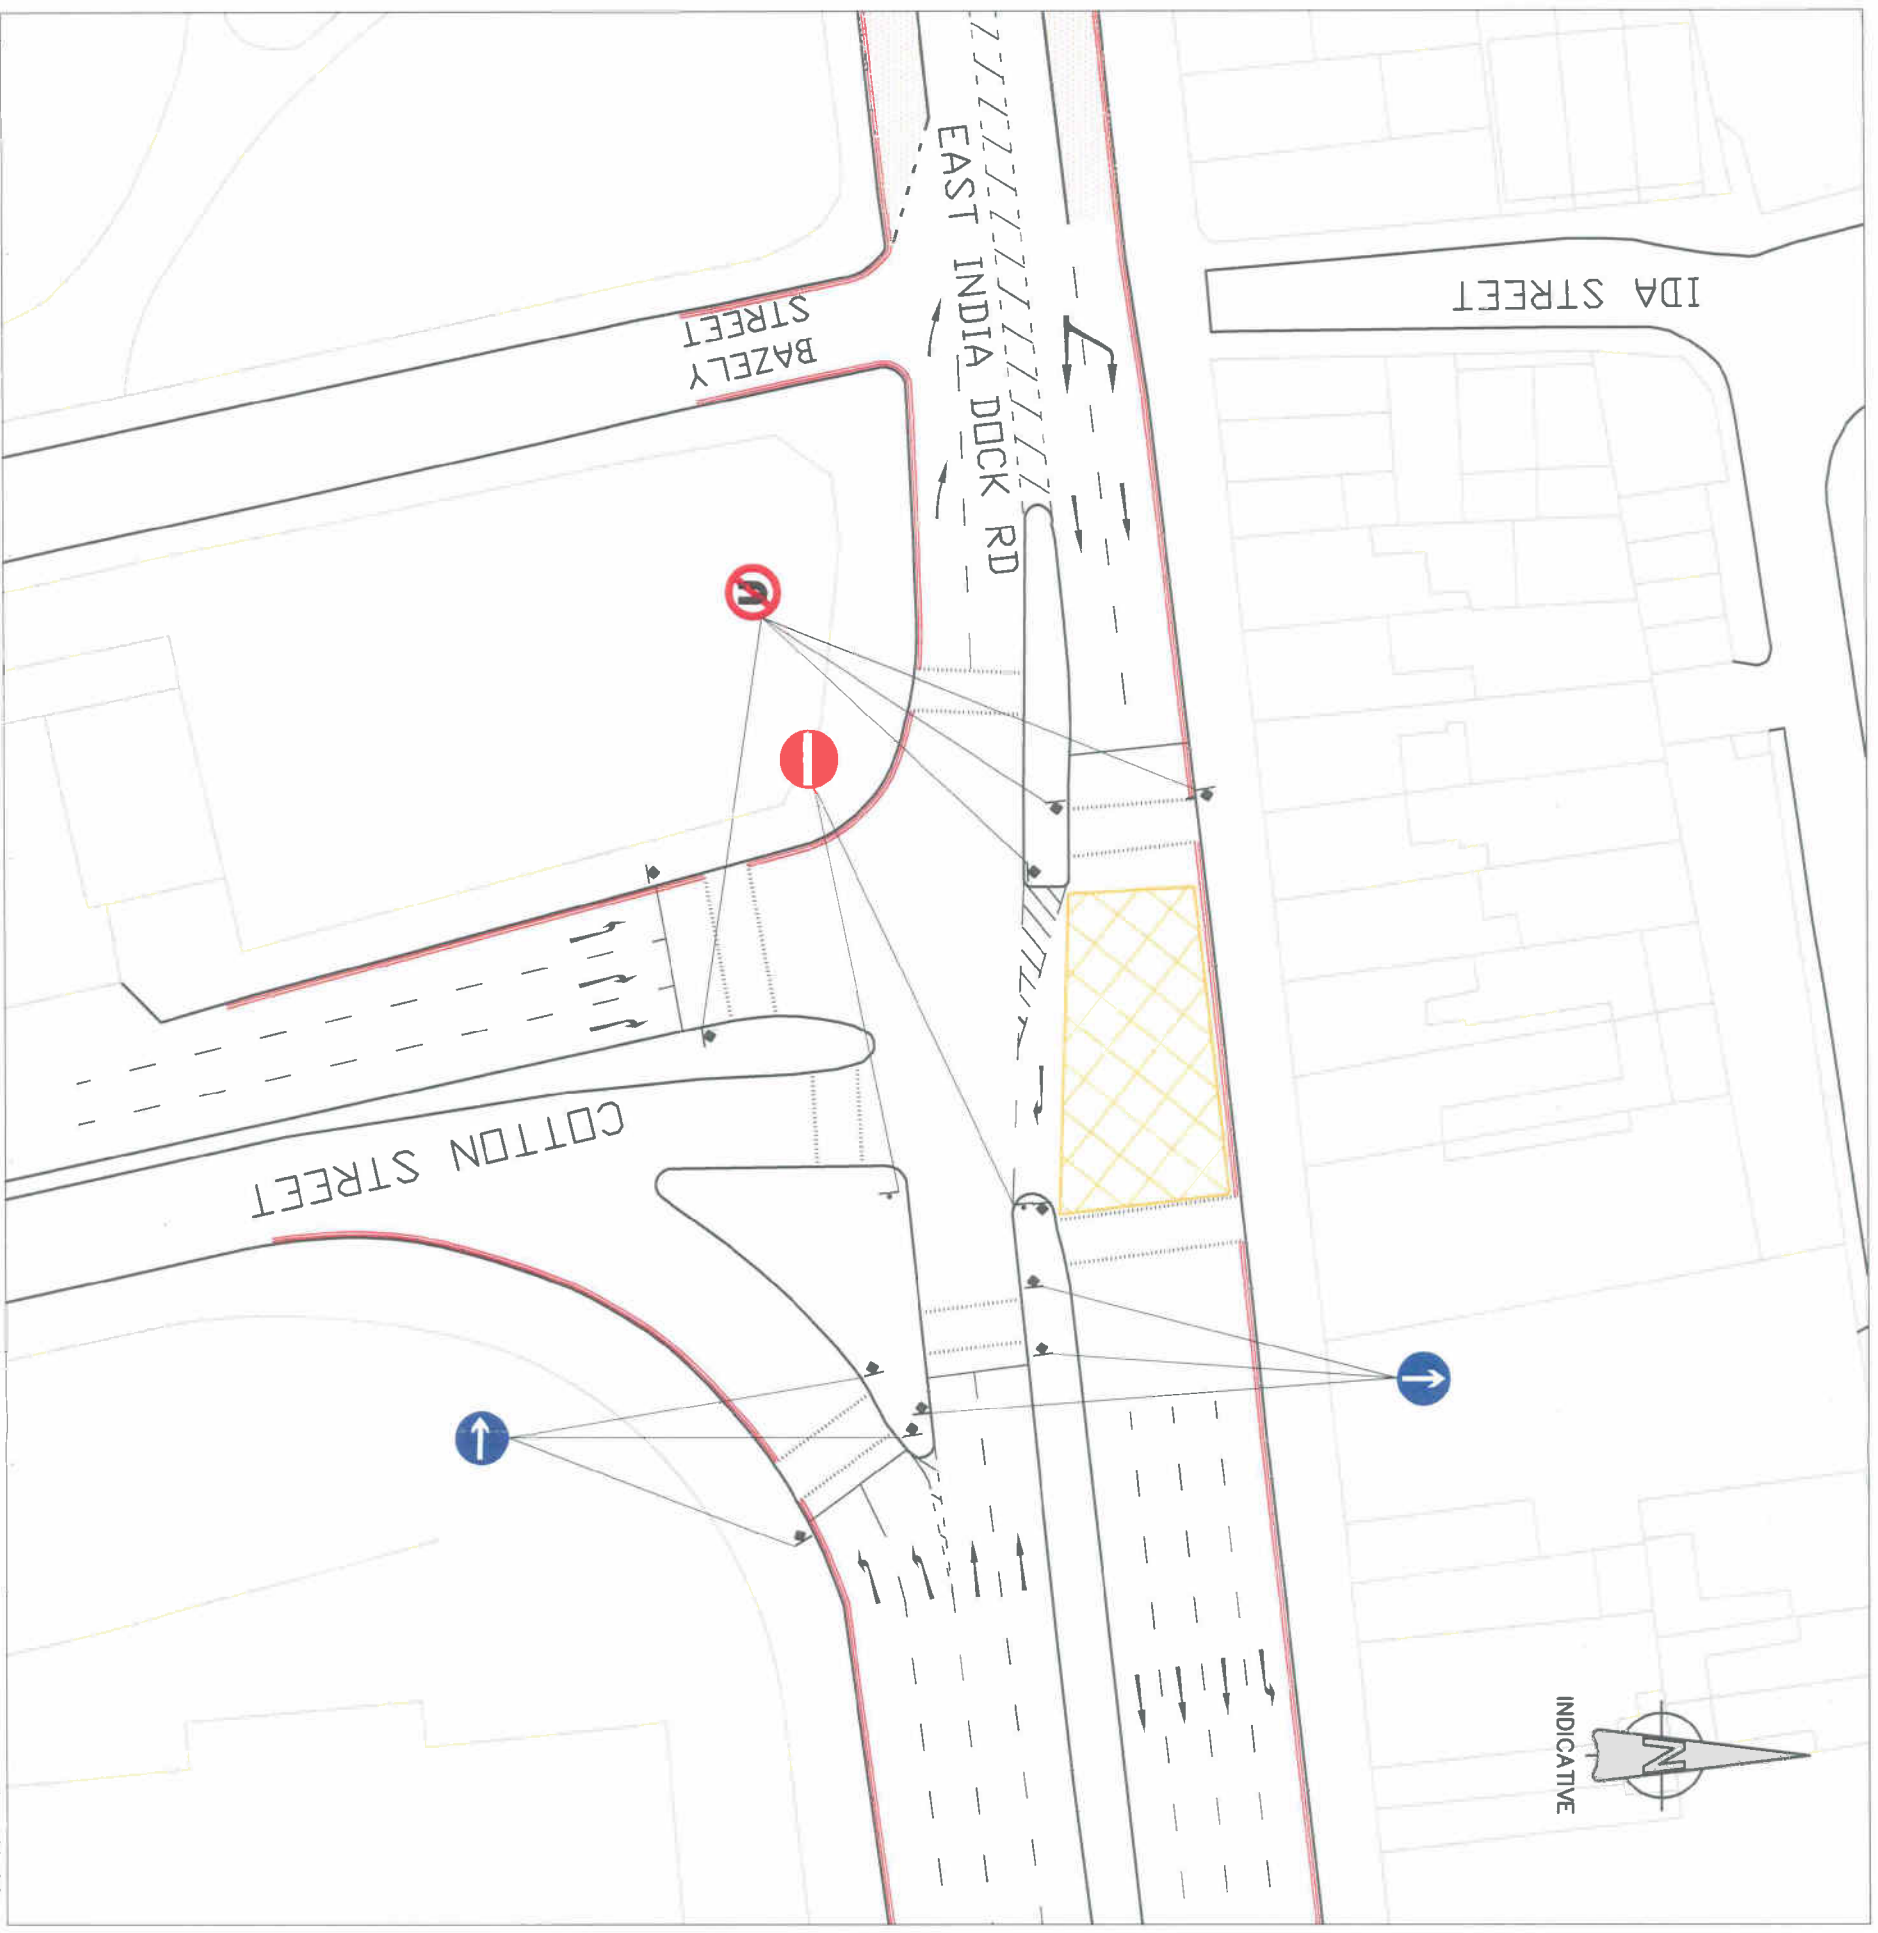 EAST INDIA DOCK RD
IDA STREET
BAZELY
STREET
COTTON STREET
N
INDICATIVE